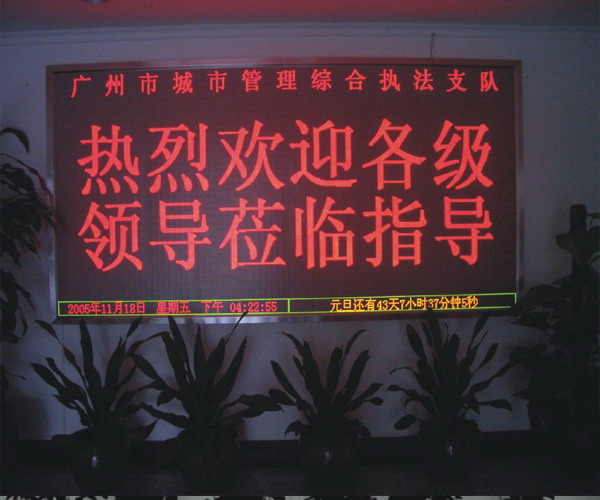 广州市城市管理综合执法支队
热烈欢迎各级
领导莅临指导
2005年11月18日 星期五 下午 04:22:55 元旦还有43天7小时37分钟5秒